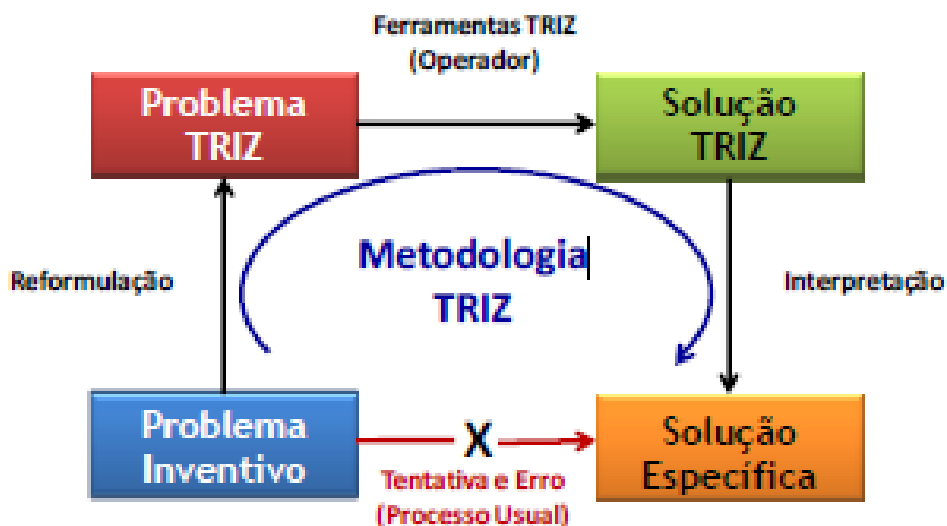 Ferramentas TRIZ
(Operador)
Problema
TRIZ
Solução
TRIZ
Metodologia
TRIZ
Reformulação
Interpretação
Problema
Inventivo
X
Solução
Específica
Tentativa e Erro
(Processo Usual)